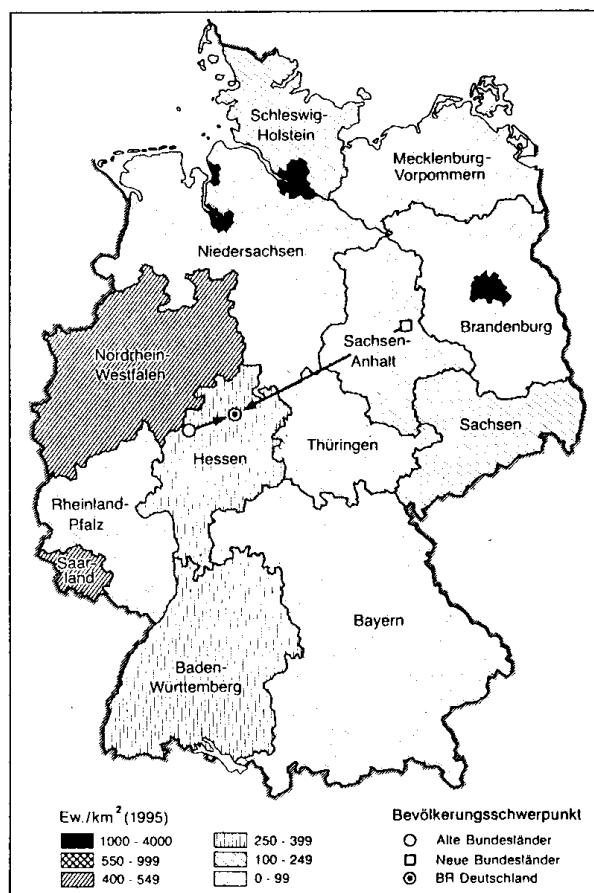 Schleswig-
Holstein
Mecklenburg-
Vorpommern
Niedersachsen
Brandenburg
Sachsen-
Anhalt
Nordrhein-
Westfalen
Sachsen
Thüringen
Hessen
Rheinland-
Pfalz
Saar-
land
Bayern
Baden-
Württemberg
Ew./km² (1995)
1000 - 4000
550 - 999
400 - 549
250 - 399
100 - 249
0 - 99
Bevölkerungsschwerpunkt
Alte Bundesländer
Neue Bundesländer
BR Deutschland